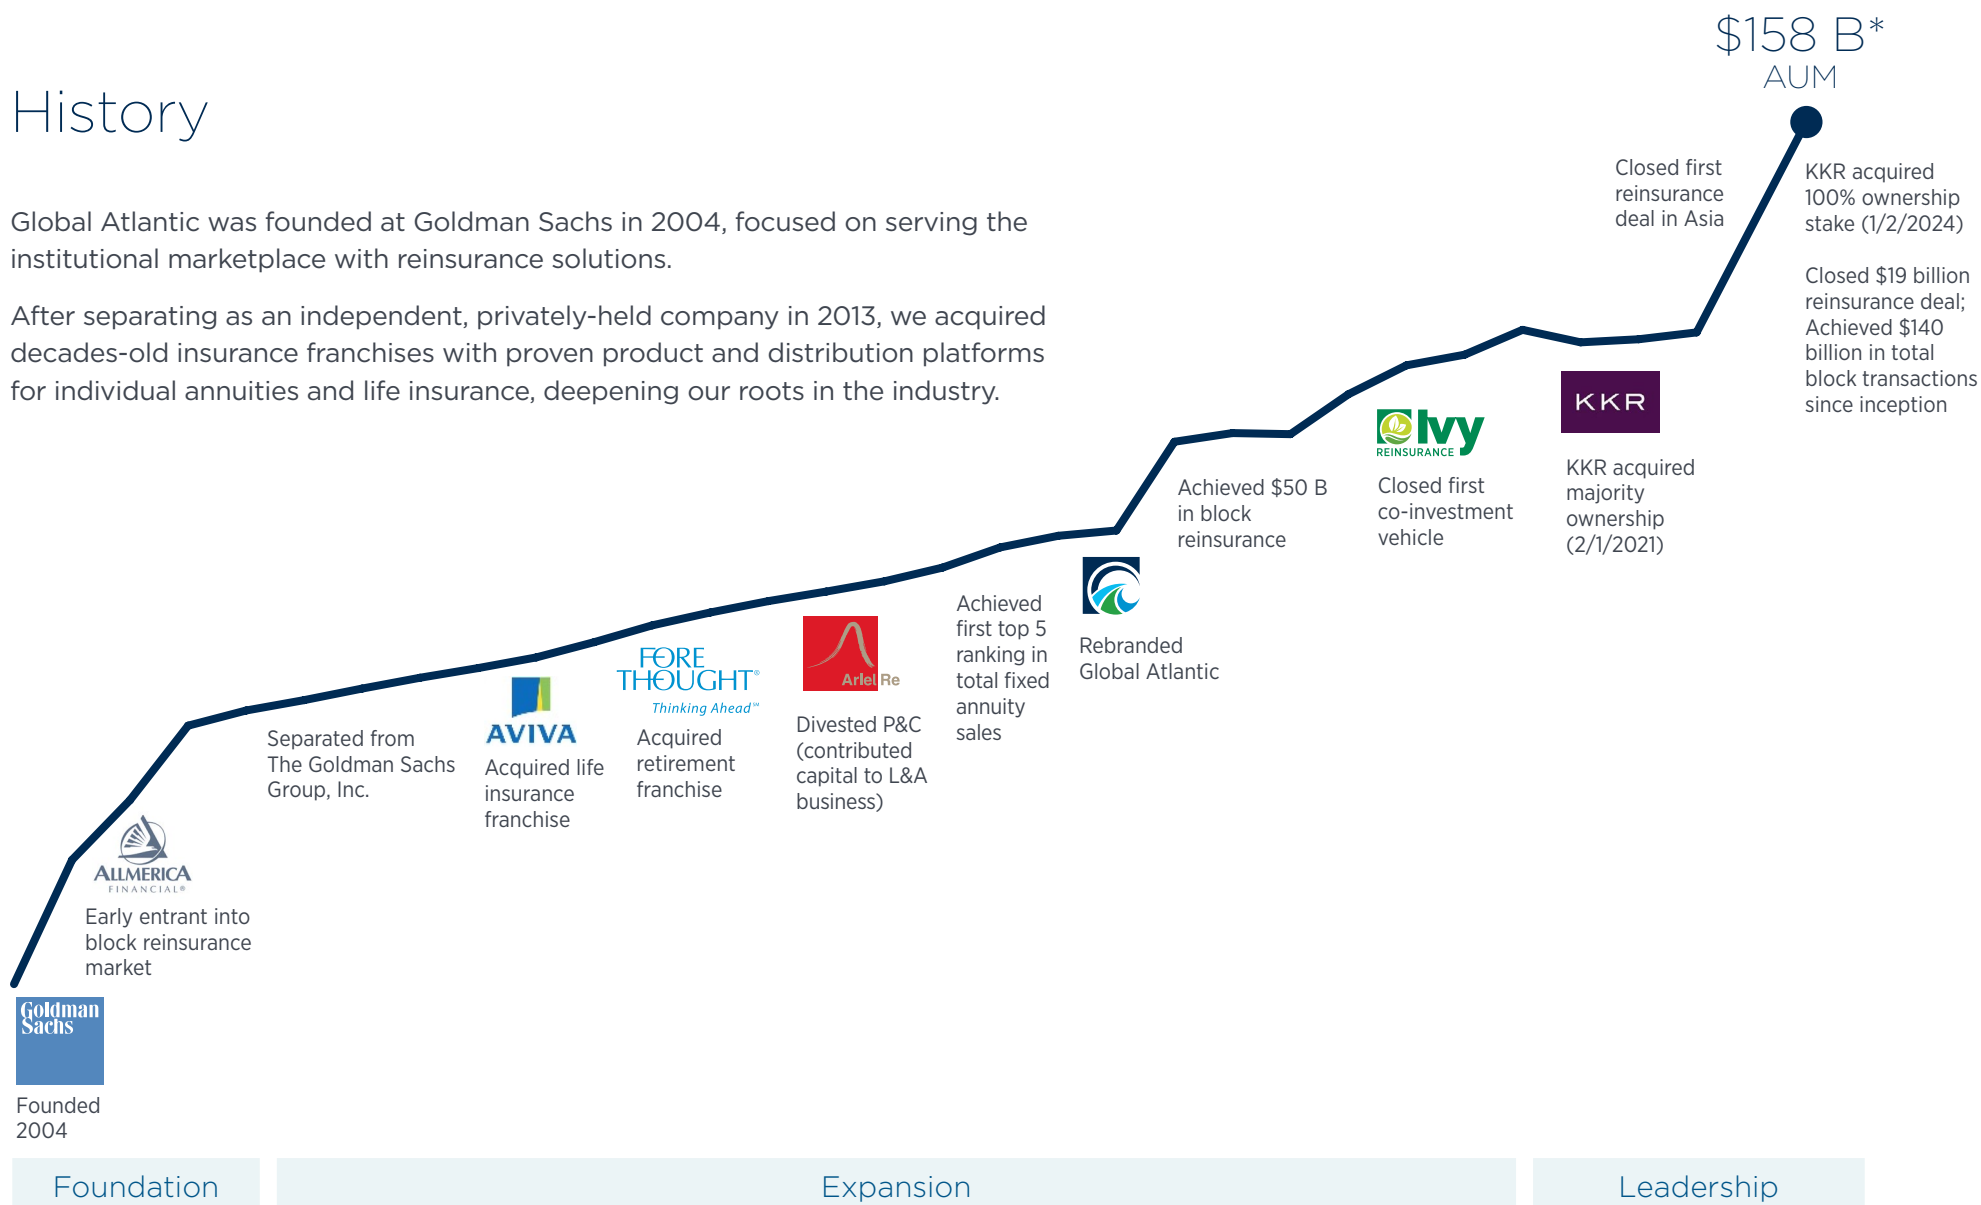 History
Global Atlantic was founded at Goldman Sachs in 2004, focused on serving the
institutional marketplace with reinsurance solutions.
After separating as an independent, privately-held company in 2013, we acquired
decades-old insurance franchises with proven product and distribution platforms
for individual annuities and life insurance, deepening our roots in the industry.
Goldman
Sachs
Founded
2004
ALLMERICA
FINANCIAL®
Early entrant into
block reinsurance
market
Separated from
The Goldman Sachs
Group, Inc.
AVIVA
Acquired life
insurance
franchise
FORE
THOUGHT®
Thinking Ahead℠
Acquired
retirement
franchise
Ariel Re
Divested P&C
(contributed
capital to L&A
business)
Achieved
first top 5
ranking in
total fixed
annuity
sales
Rebranded
Global Atlantic
Achieved $50 B
in block
reinsurance
Ivy
REINSURANCE
Closed first
co-investment
vehicle
KKR
KKR acquired
majority
ownership
(2/1/2021)
Closed first
reinsurance
deal in Asia
$158 B*
AUM
KKR acquired
100% ownership
stake (1/2/2024)
Closed $19 billion
reinsurance deal;
Achieved $140
billion in total
block transactions
since inception
Foundation
Expansion
Leadership